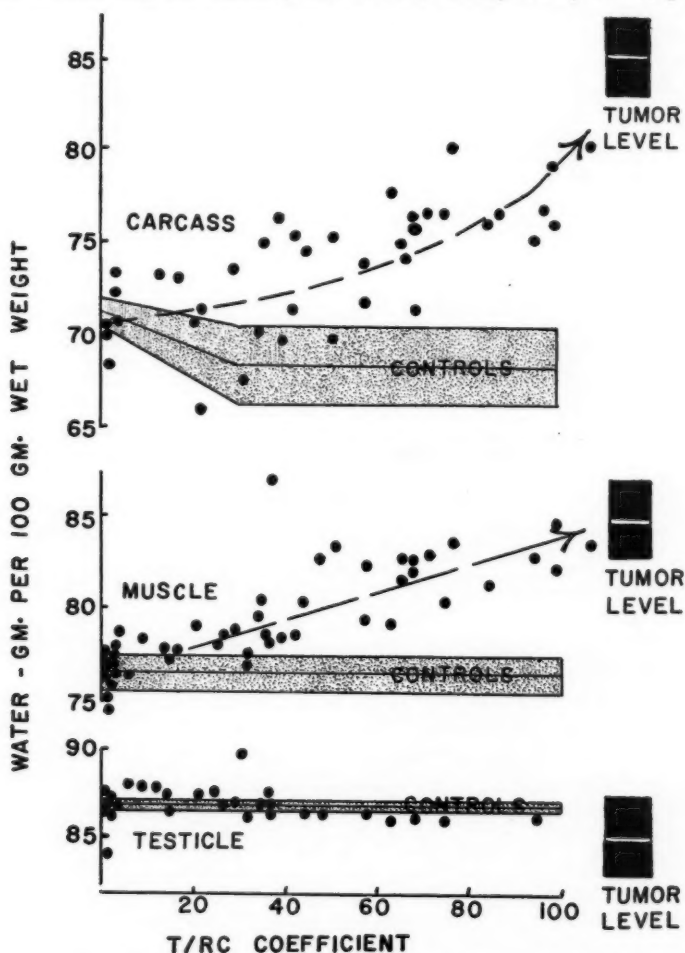 85
80
75
70
65
CARCASS
CONTROLS
TUMOR
LEVEL
WATER - GM. PER 100 GM. WET WEIGHT
85
80
75
MUSCLE
CONTROLS
TUMOR
LEVEL
90
85
TESTICLE
CONTROLS
TUMOR
LEVEL
20 40 60 80 100
T/RC COEFFICIENT